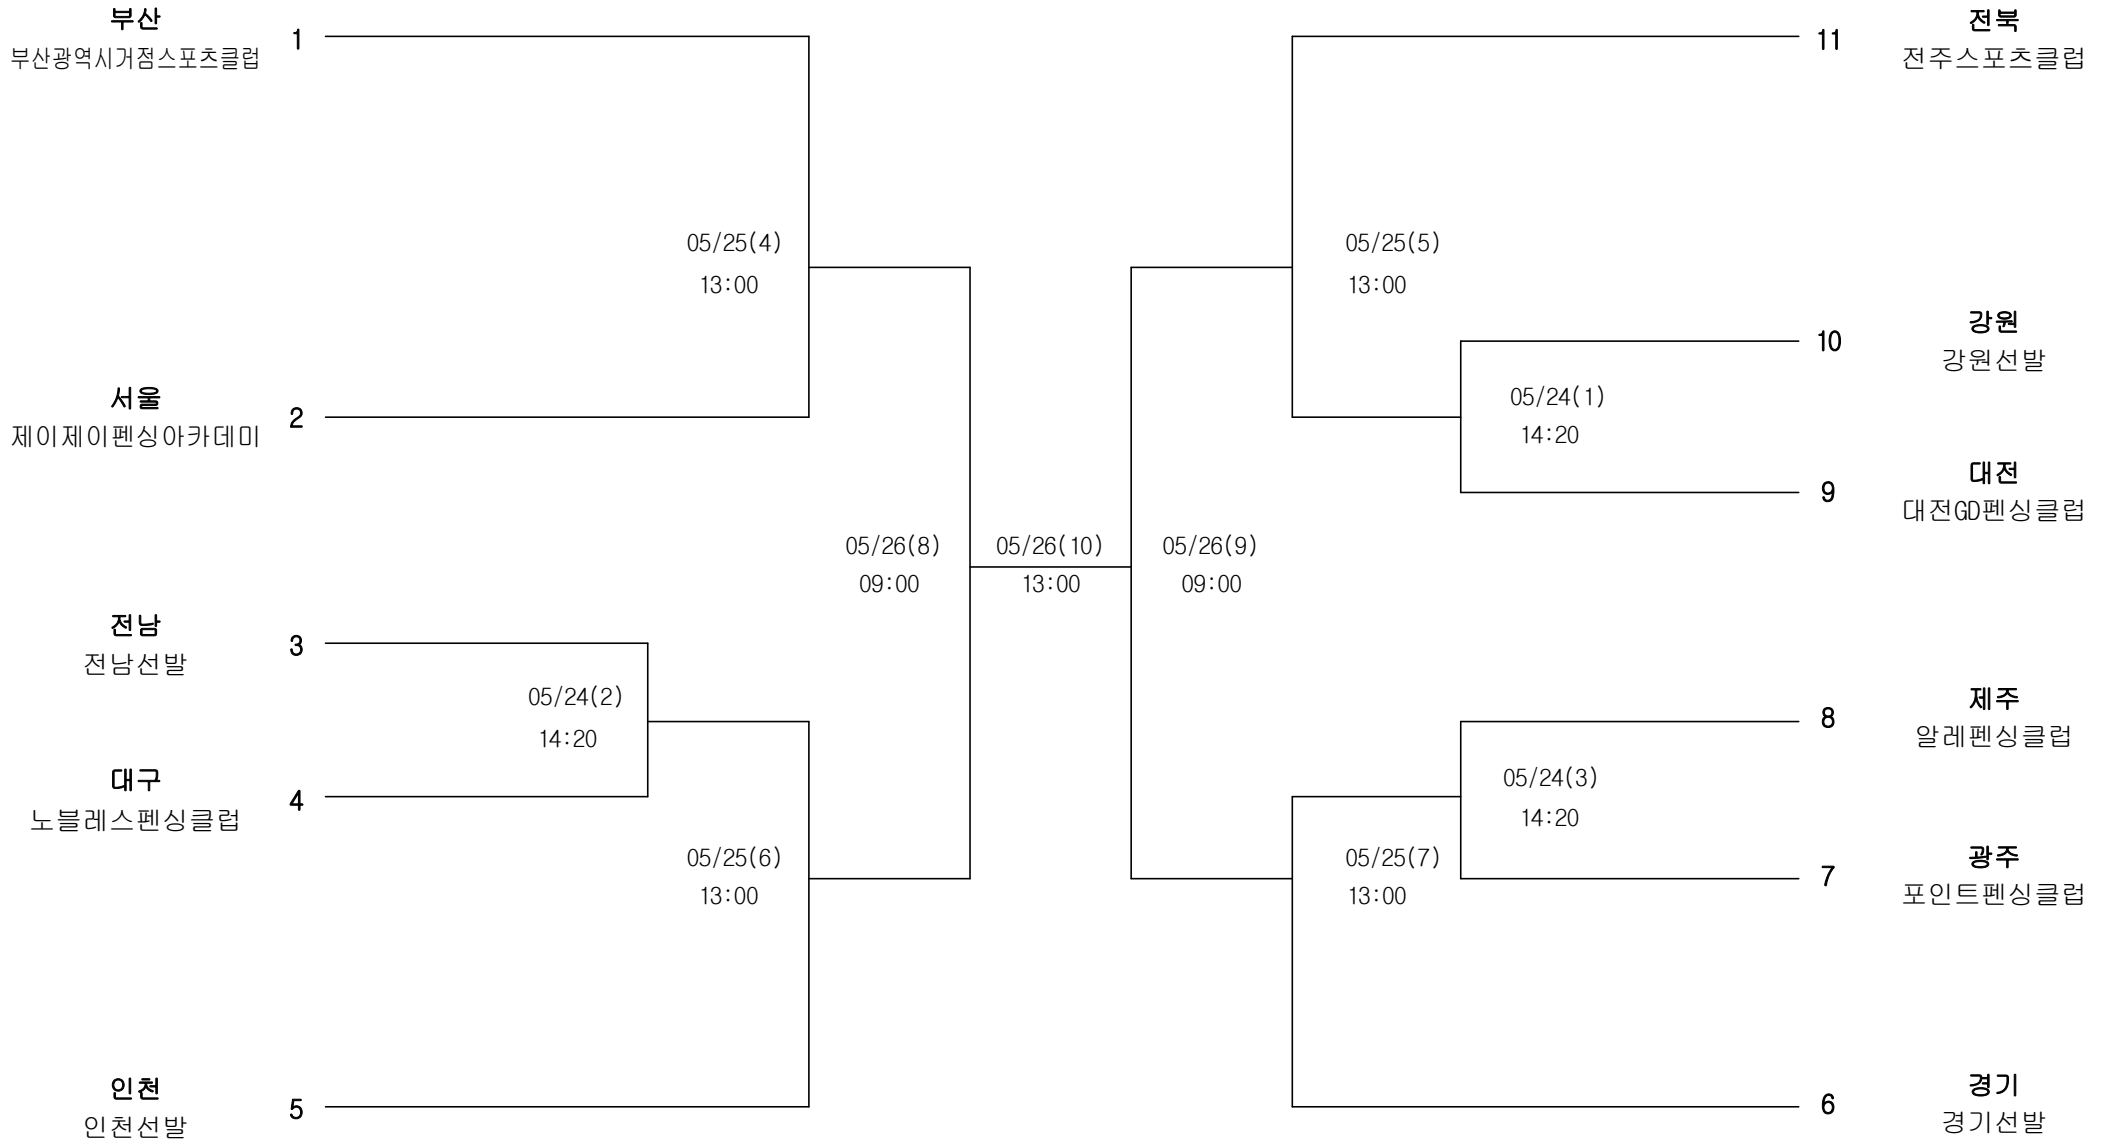 부산
부산광역시거점스포츠클럽
1
서울
제이제이펜싱아카데미
2
05/25(4)
13:00
전남
전남선발
3
대구
노블레스펜싱클럽
4
05/24(2)
14:20
인천
인천선발
5
05/25(6)
13:00
05/26(8)
09:00
05/26(10)
13:00
05/26(9)
09:00
05/25(5)
13:00
11
전북
전주스포츠클럽
10
강원
강원선발
05/24(1)
14:20
9
대전
대전GD펜싱클럽
8
제주
알레펜싱클럽
05/24(3)
14:20
05/25(7)
13:00
7
광주
포인트펜싱클럽
6
경기
경기선발